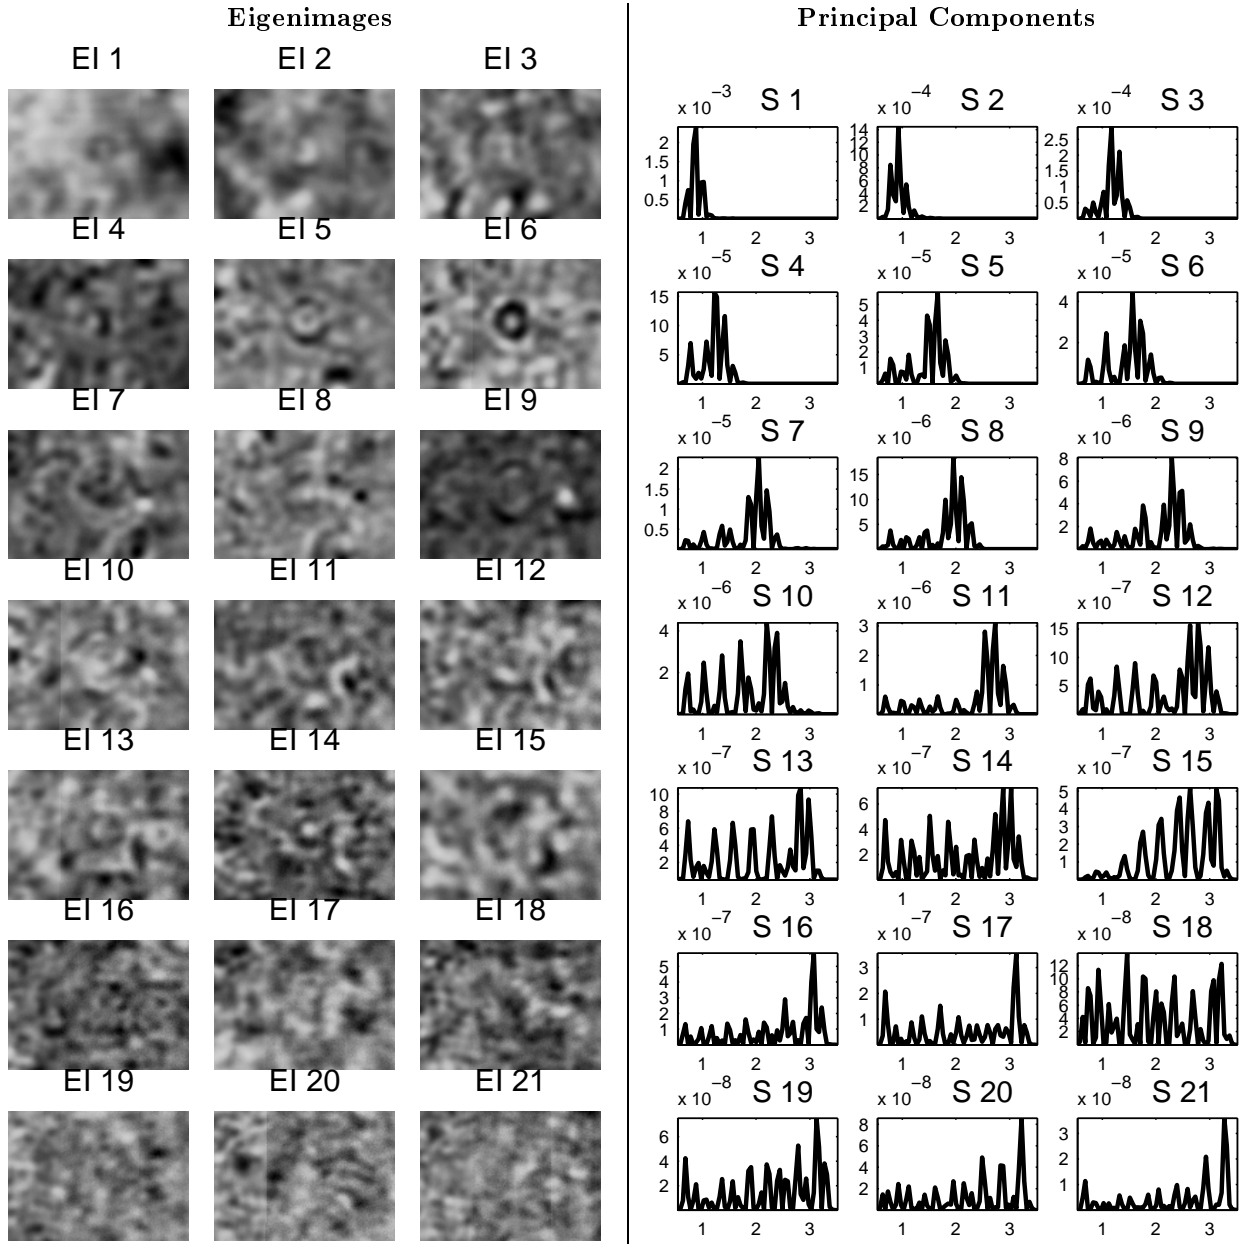 Eigenimages
EI 1 EI 2 EI 3
EI 4 EI 5 EI 6
EI 7 EI 8 EI 9
EI 10 EI 11 EI 12
EI 13 EI 14 EI 15
EI 16 EI 17 EI 18
EI 19 EI 20 EI 21
Principal Components
x 10⁻³ S 1 x 10⁻⁴ S 2 x 10⁻⁴ S 3
2 1.5 1 0.5
14 12 10 8 6 4 2
2.5 2 1.5 1 0.5
1 2 3 1 2 3 1 2 3
x 10⁻⁵ S 4 x 10⁻⁵ S 5 x 10⁻⁵ S 6
15 10 5
5 4 3 2 1
4 2
1 2 3 1 2 3 1 2 3
x 10⁻⁵ S 7 x 10⁻⁶ S 8 x 10⁻⁶ S 9
2 1.5 1 0.5
15 10 5
8 6 4 2
1 2 3 1 2 3 1 2 3
x 10⁻⁶ S 10 x 10⁻⁶ S 11 x 10⁻⁷ S 12
4 2
3 2 1
15 10 5
1 2 3 1 2 3 1 2 3
x 10⁻⁷ S 13 x 10⁻⁷ S 14 x 10⁻⁷ S 15
10 8 6 4 2
6 4 2
5 4 3 2 1
1 2 3 1 2 3 1 2 3
x 10⁻⁷ S 16 x 10⁻⁷ S 17 x 10⁻⁸ S 18
5 4 3 2 1
3 2 1
12 10 8 6 4 2
1 2 3 1 2 3 1 2 3
x 10⁻⁸ S 19 x 10⁻⁸ S 20 x 10⁻⁸ S 21
6 4 2
8 6 4 2
3 2 1
1 2 3 1 2 3 1 2 3